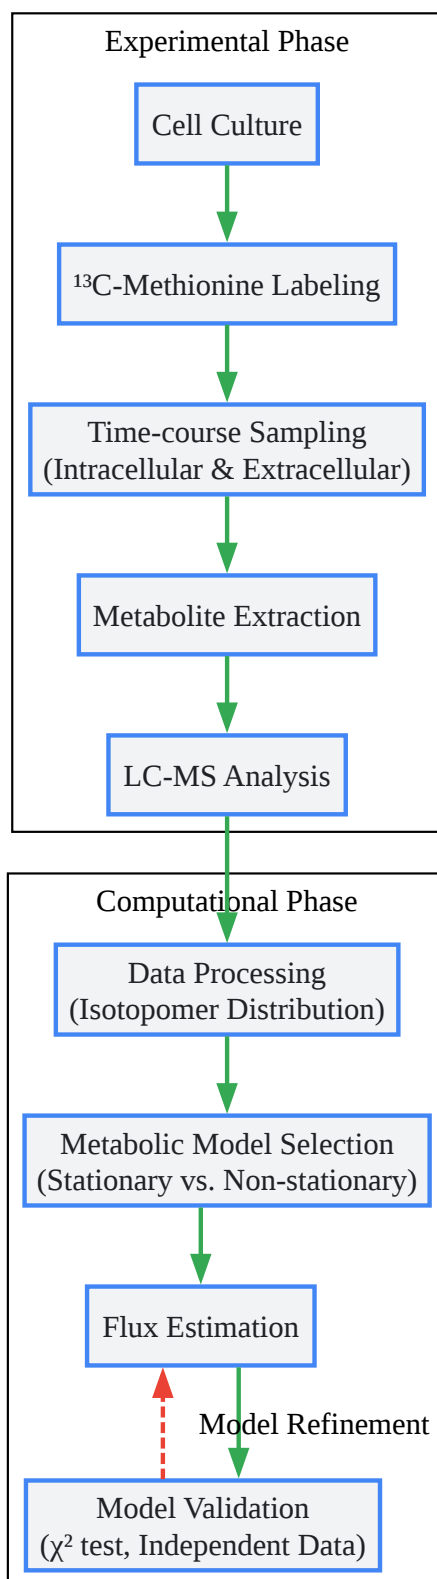 Experimental Phase
Cell Culture
¹³C-Methionine Labeling
Time-course Sampling
(Intracellular & Extracellular)
Metabolite Extraction
LC-MS Analysis
Computational Phase
Data Processing
(Isotopomer Distribution)
Metabolic Model Selection
(Stationary vs. Non-stationary)
Flux Estimation
Model Refinement
Model Validation
(χ² test, Independent Data)